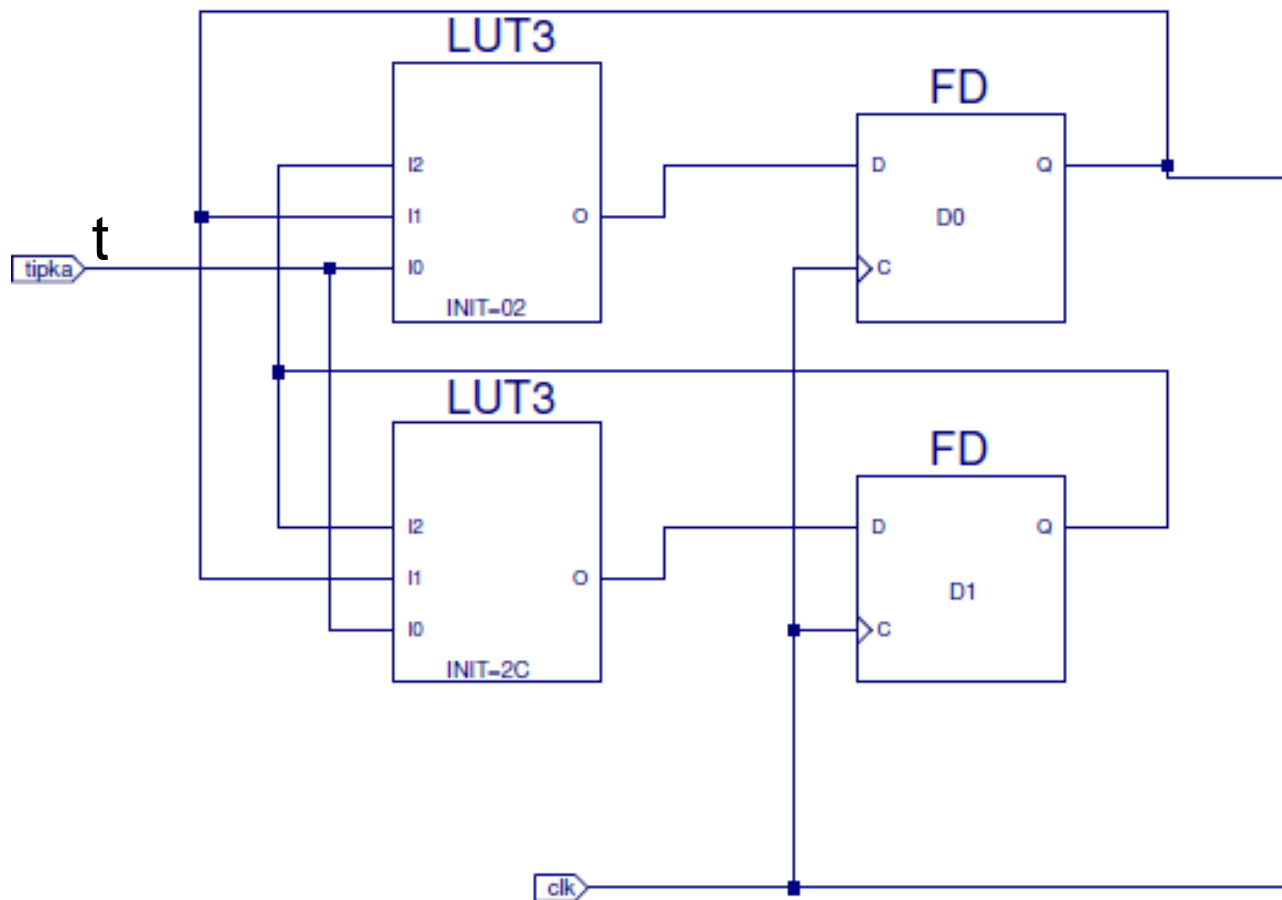 LUT3
FD
I2
D
Q
I1
O
D0
t
tipka
I0
C
INIT=02
LUT3
FD
I2
D
Q
I1
O
D1
I0
C
INIT=2C
clk